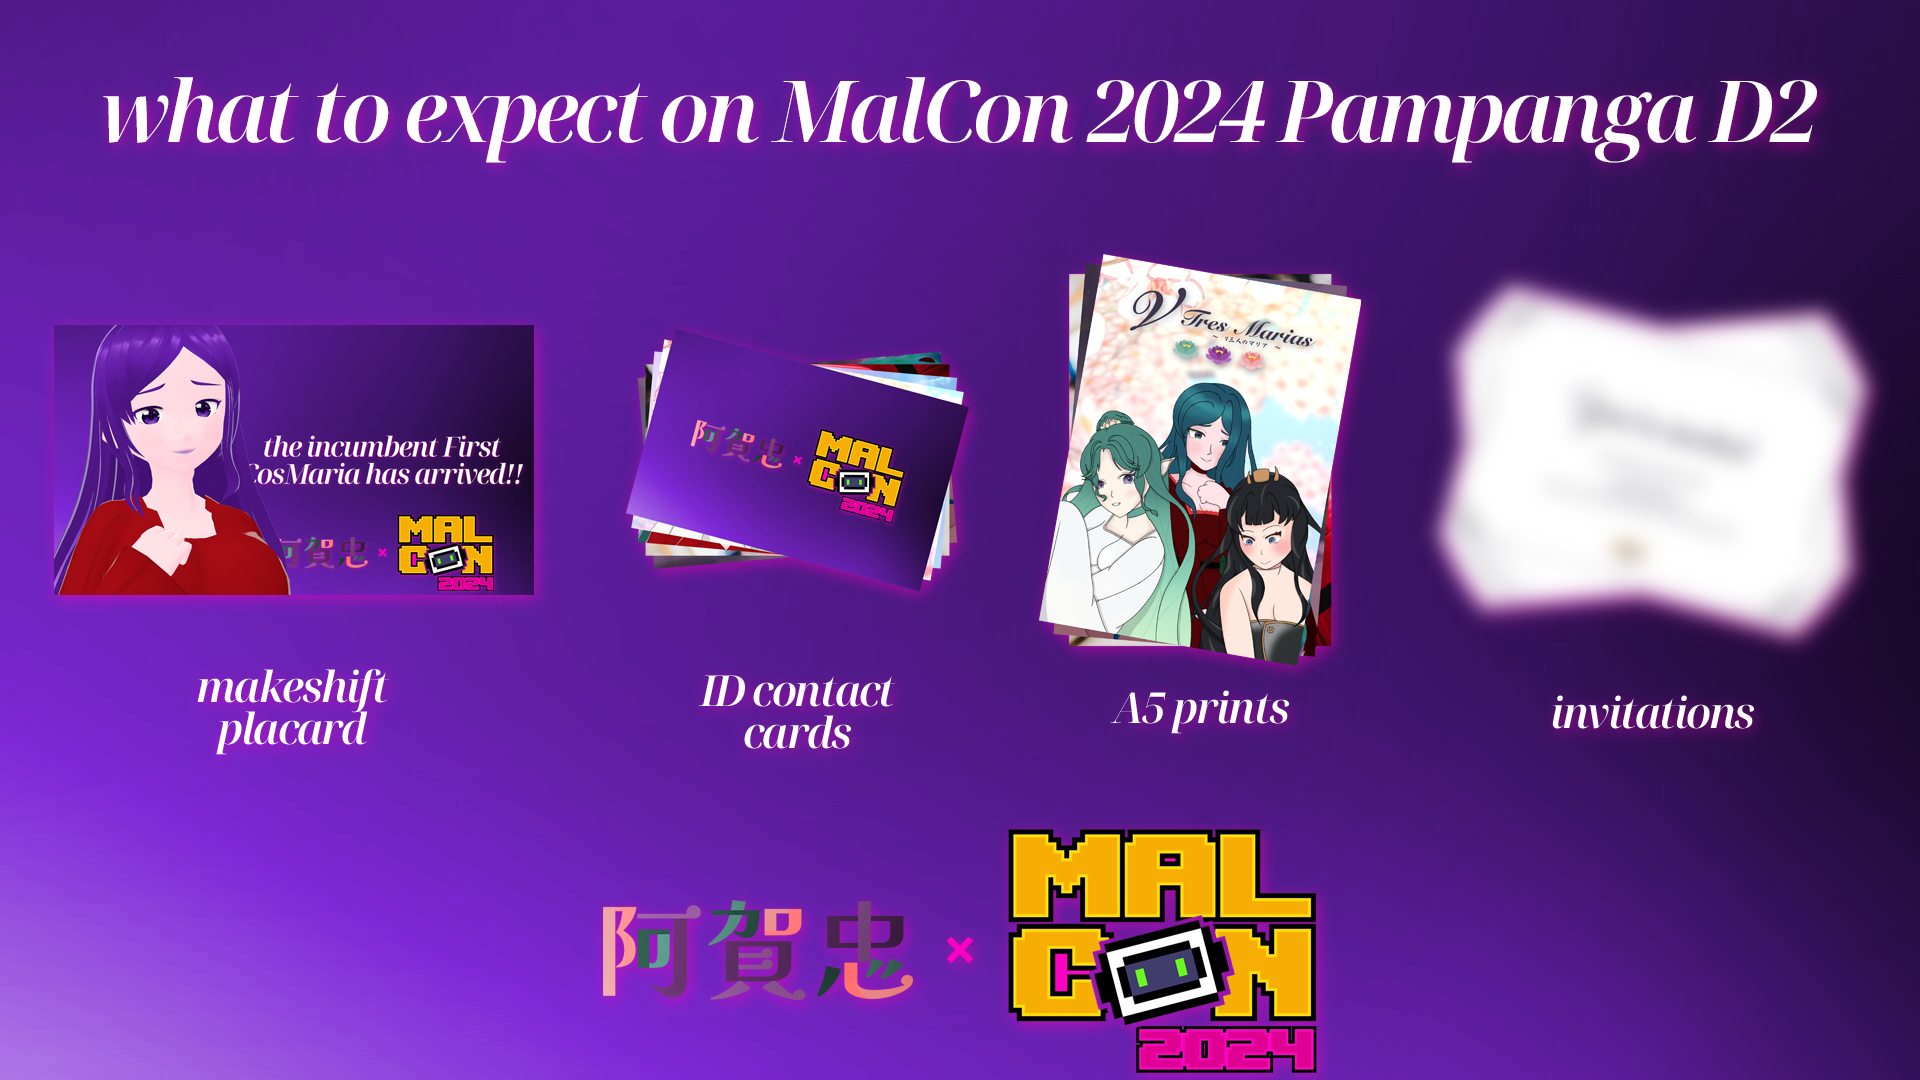 what to expect on MalCon 2024 Pampanga D2
the incumbent First
CosMaria has arrived!!
阿賀忠 × MAL
CON
2024
makeshift
placard
阿賀忠 × MAL
CON
2024
ID contact
cards
V Tres Marias
A5 prints
invitations
阿賀忠 × MAL
CON
2024